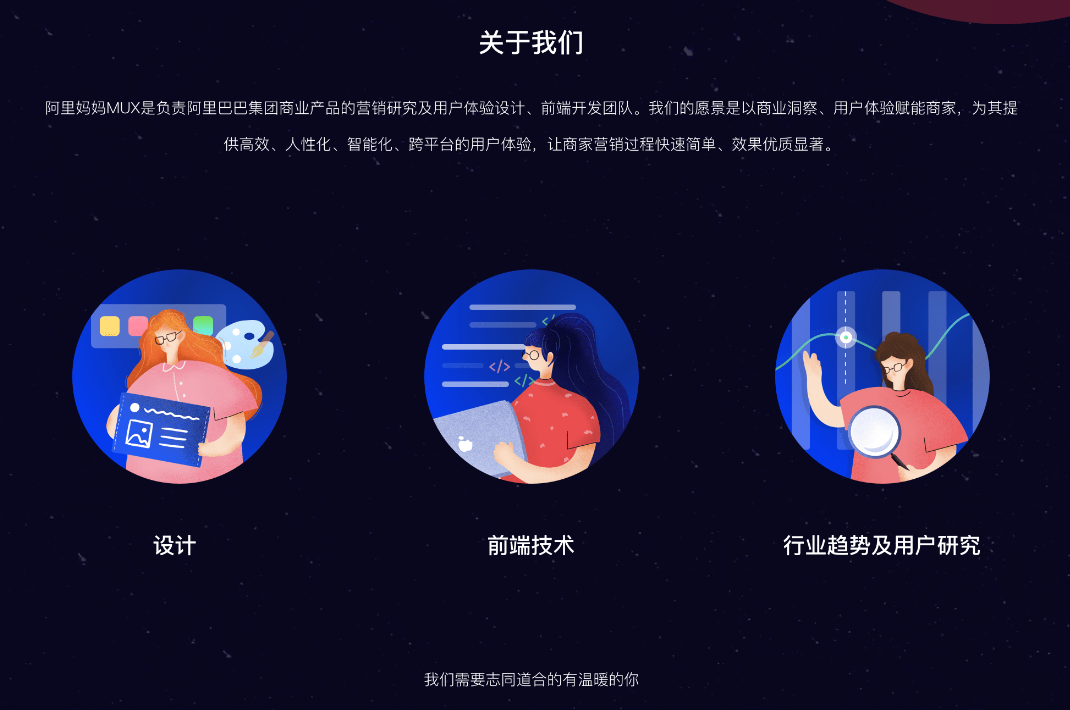 关于我们
阿里妈妈MUX是负责阿里巴巴集团商业产品的营销研究及用户体验设计、前端开发团队。我们的愿景是以商业洞察、用户体验赋能商家，为其提
供高效、人性化、智能化、跨平台的用户体验，让商家营销过程快速简单、效果优质显著。
</>
</>
</>
设计
前端技术
行业趋势及用户研究
我们需要志同道合的有温暖的你